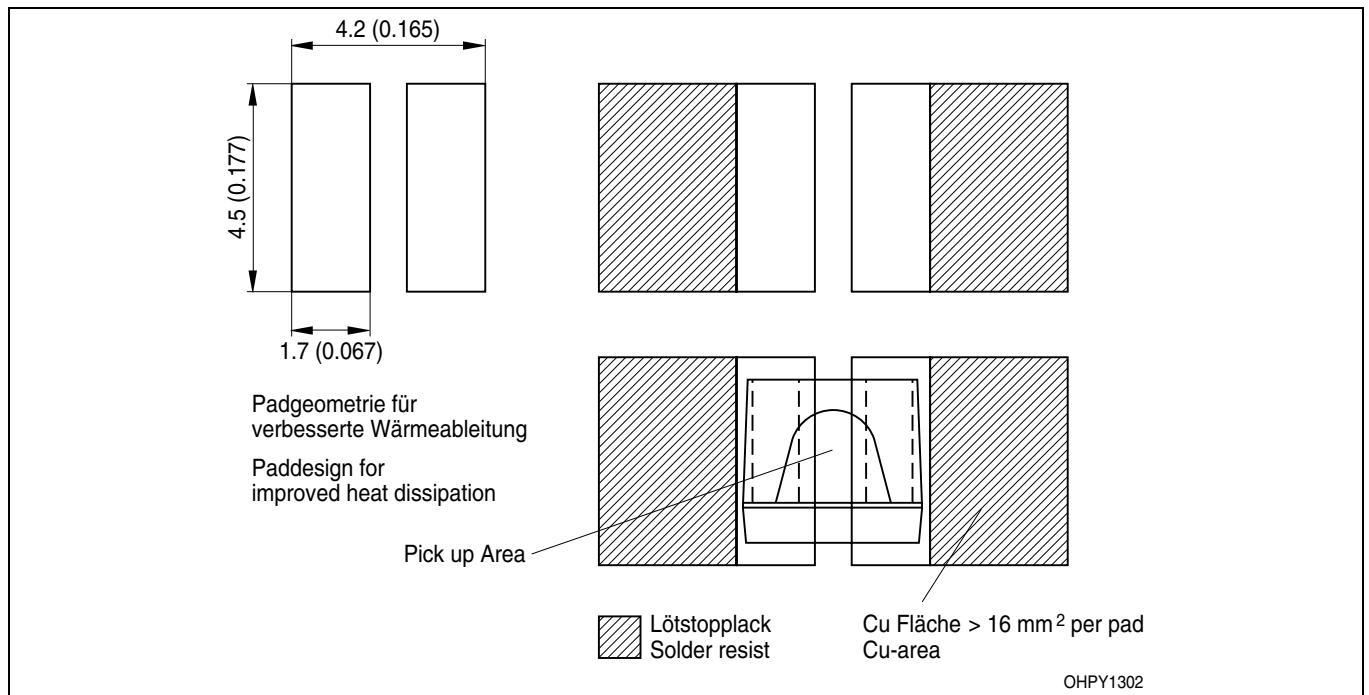 4.2 (0.165)
4.5 (0.177)
1.7 (0.067)
Padgeometrie für
verbesserte Wärmeableitung
Paddesign for
improved heat dissipation
Pick up Area
Lötstopplack
Solder resist
Cu Fläche > 16 mm² per pad
Cu-area
OHPY1302